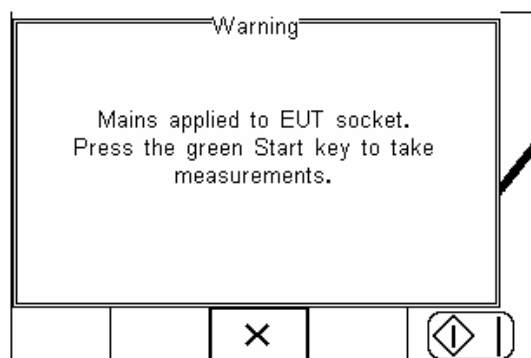 Warning
Mains applied to EUT socket.
Press the green Start key to take
measurements.